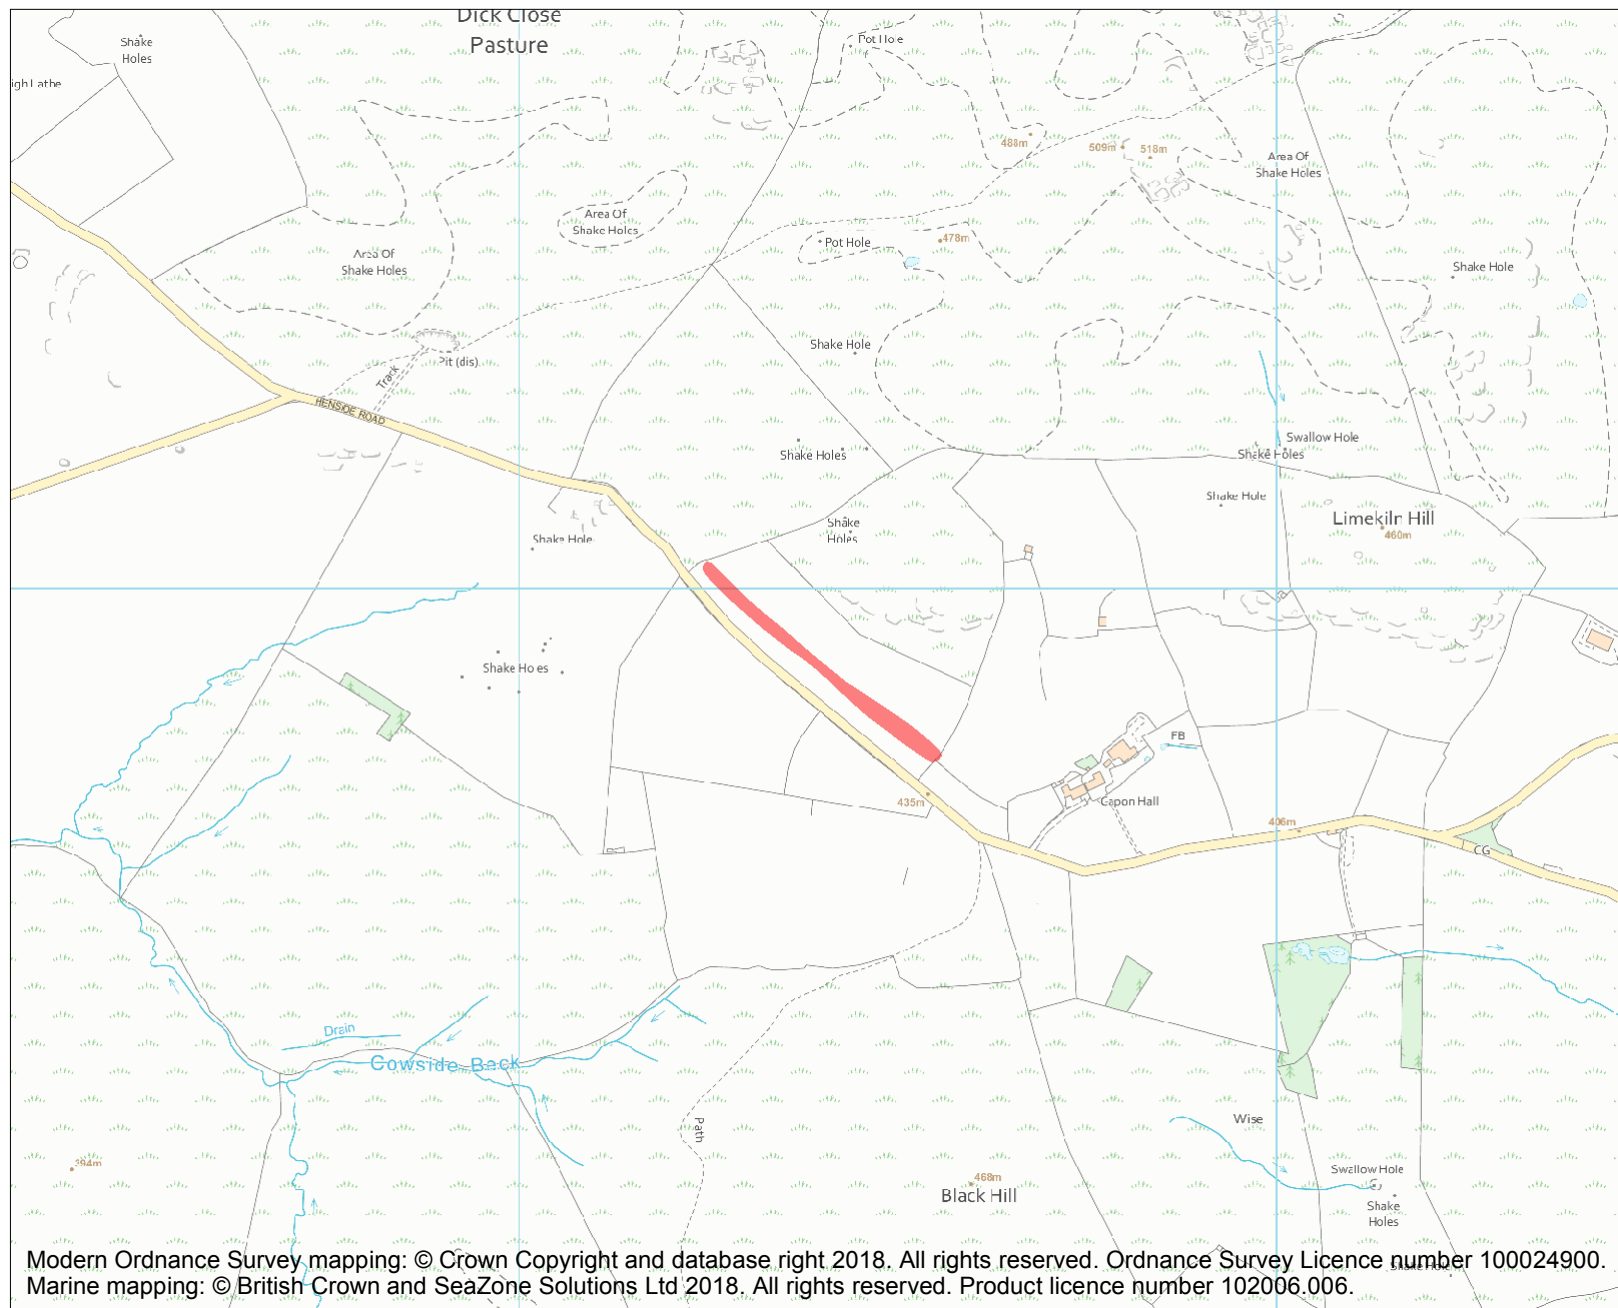 Dick Close
Pasture
Shake
Holes
igh Lathe
Pot Hole
488m
509m
518m
Area Of
Shake Holes
Area Of
Shake Holes
Area Of
Shake Holes
Pot Hole
478m
Shake Hole
Shake Hole
Pit (dis)
Track
HENSIDE ROAD
Shake Holes
Swallow Hole
Shake Holes
Shake Hole
Limekiln Hill
460m
Shake
Holes
Shake Hole
Shake Holes
FB
Capon Hall
435m
406m
CG
Drain
Cowside Beck
Path
Wise
394m
468m
Black Hill
Swallow Hole
Shake
Holes
Modern Ordnance Survey mapping: © Crown Copyright and database right 2018. All rights reserved. Ordnance Survey Licence number 100024900.
Marine mapping: © British Crown and SeaZone Solutions Ltd 2018. All rights reserved. Product licence number 102006.006.